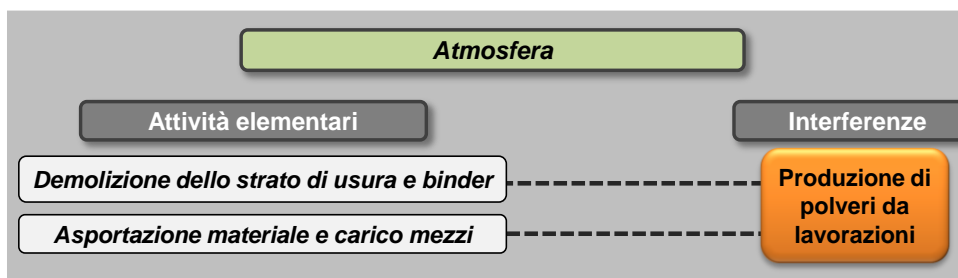 Atmosfera
Attività elementari
Interferenze
Demolizione dello strato di usura e binder
Asportazione materiale e carico mezzi
Produzione di
polveri da
lavorazioni